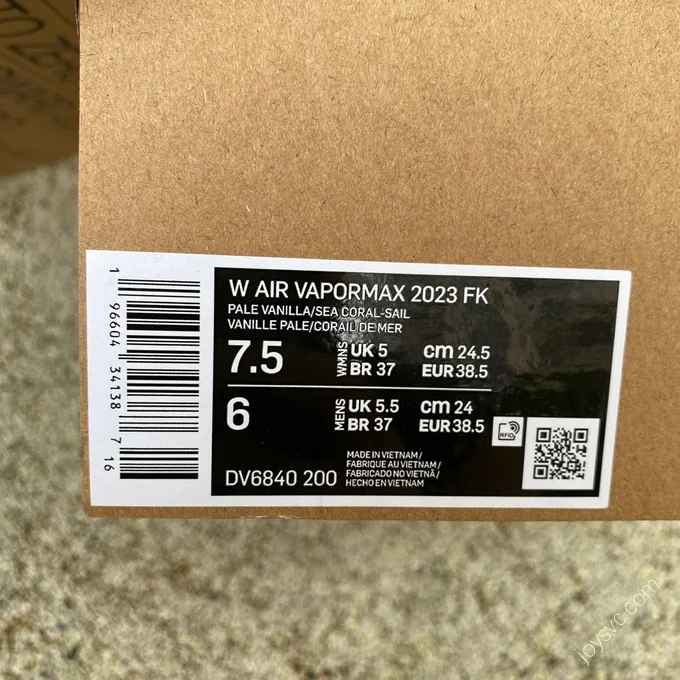 W AIR VAPORMAX 2023 FK
PALE VANILLA/SEA CORAL-SAIL
VANILLE PALE/CORAIL DE MER
7.5 WMNS UK 5 cm 24.5
BR 37 EUR 38.5
6 MENS UK 5.5 cm 24
BR 37 EUR 38.5
RFID
DV6840 200
MADE IN VIETNAM /
FABRIQUE AU VIETNAM /
FABRICADO NO VIETNÃ /
HECHO EN VIETNAM
1 96604 34138 7 16
joysvc.com